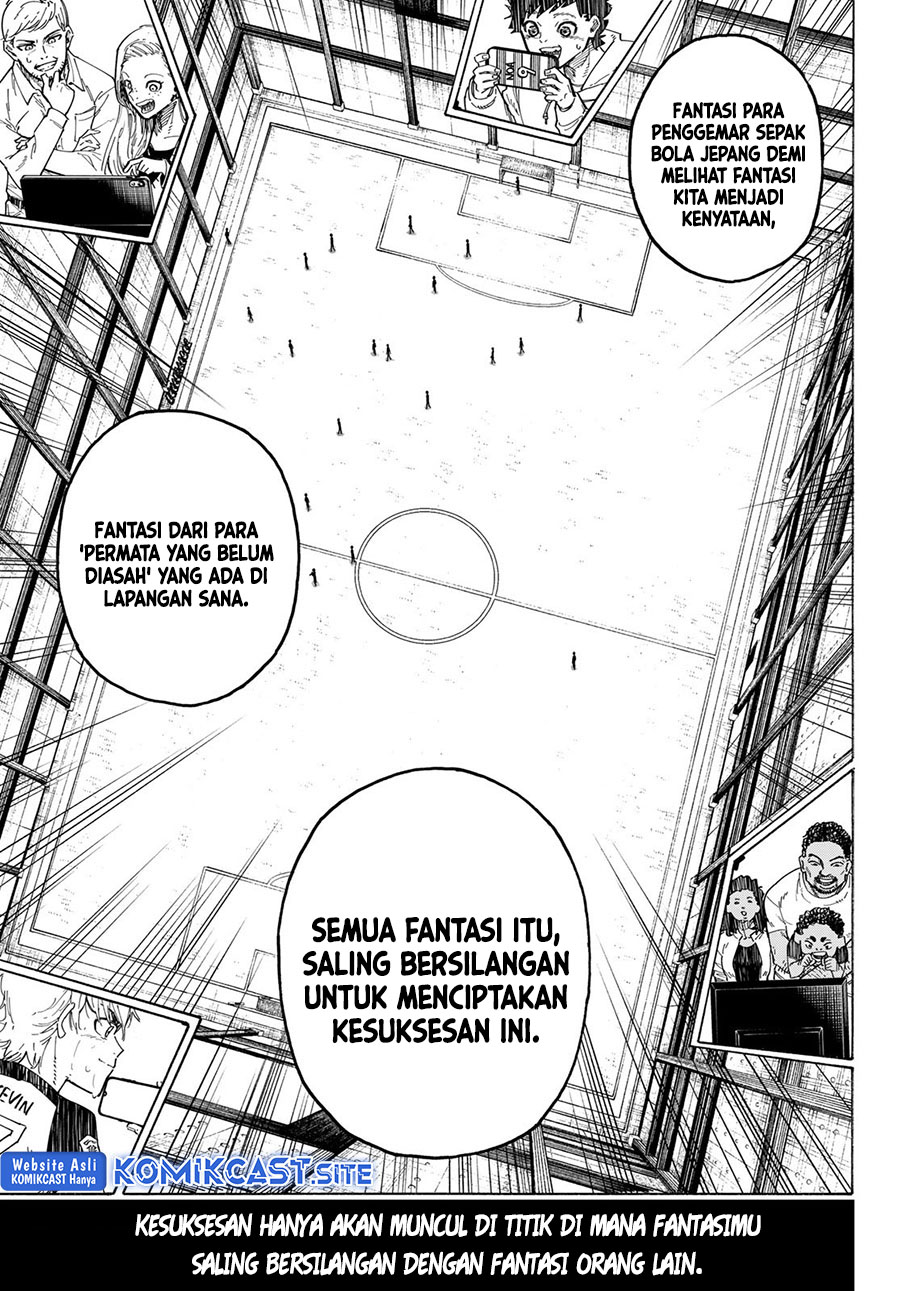 FANTASI PARA
PENGGEMAR SEPAK
BOLA JEPANG DEMI
MELIHAT FANTASI
KITA MENJADI
KENYATAAN,
FANTASI DARI PARA
'PERMATA YANG BELUM
DIASAH' YANG ADA DI
LAPANGAN SANA.
SEMUA FANTASI ITU,
SALING BERSILANGAN
UNTUK MENCIPTAKAN
KESUKSESAN INI.
Website Asli
KOMIKCAST Hanya
KOMIKCAST.SITE
KESUKSESAN HANYA AKAN MUNCUL DI TITIK DI MANA FANTASIMU
SALING BERSILANGAN DENGAN FANTASI ORANG LAIN.